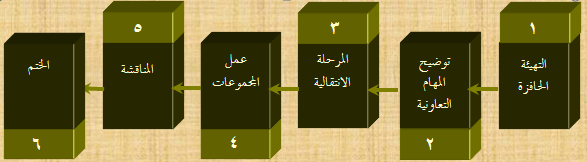 ١
التهيئة
الحافزة
توضيح
المهام
التعاونية
٢
٣
المرحلة
الانتقالية
عمل
المجموعات
٤
٥
المناقشة
الختم
٦